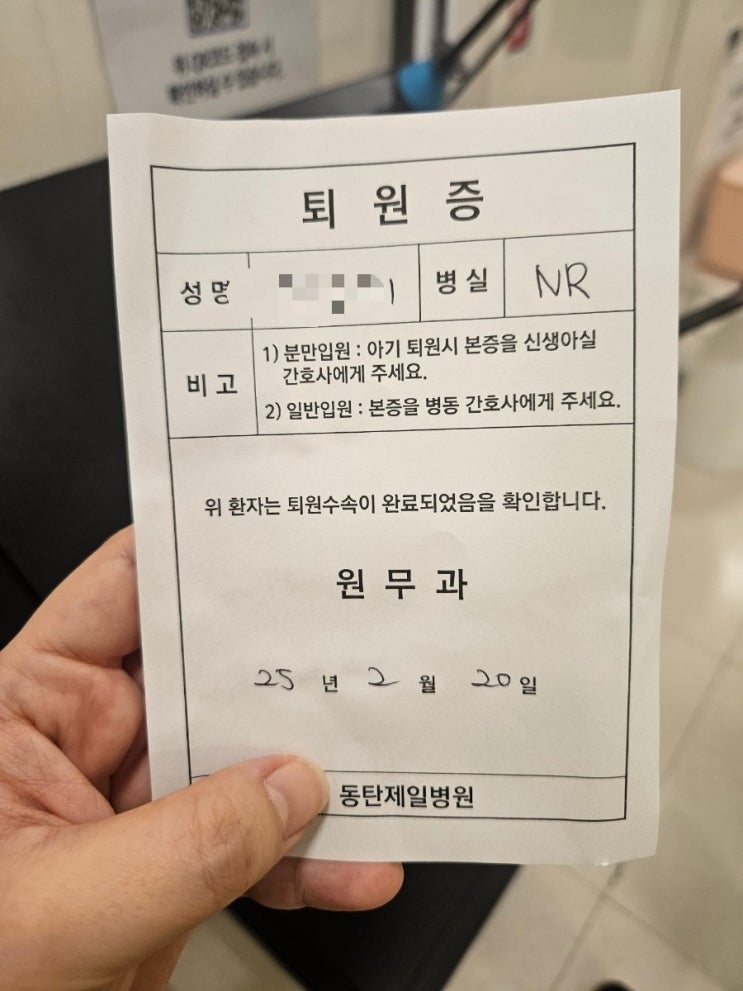 퇴원증
성명
병실 NR
비고
1) 분만입원 : 아기 퇴원시 본증을 신생아실
간호사에게 주세요.
2) 일반입원 : 본증을 병동 간호사에게 주세요.
위 환자는 퇴원수속이 완료되었음을 확인합니다.
원무과
25 년 2 월 20 일
동탄제일병원